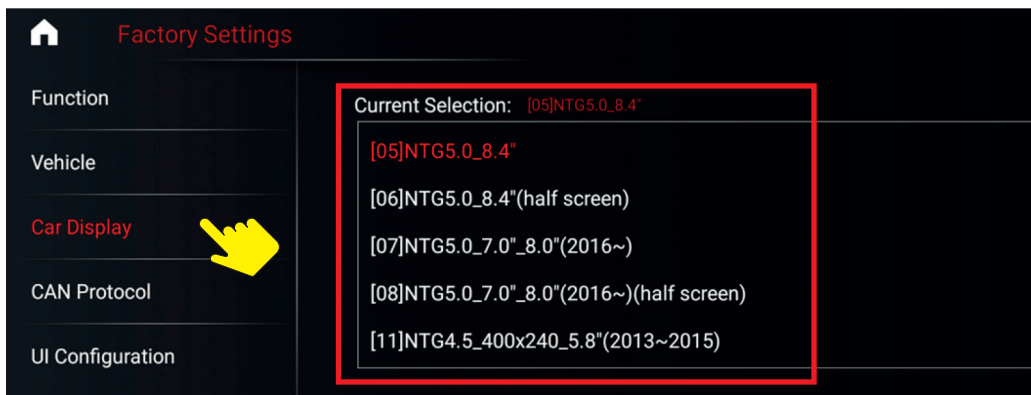 Factory Settings
Function
Vehicle
Car Display
CAN Protocol
UI Configuration
Current Selection: [05]NTG5.0_8.4"
[05]NTG5.0_8.4"
[06]NTG5.0_8.4"(half screen)
[07]NTG5.0_7.0"_8.0"(2016~)
[08]NTG5.0_7.0"_8.0"(2016~)(half screen)
[11]NTG4.5_400x240_5.8"(2013~2015)